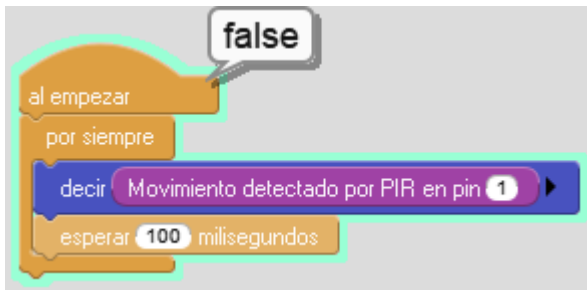 false
al empezar
por siempre
decir Movimiento detectado por PIR en pin 1
esperar 100 milisegundos